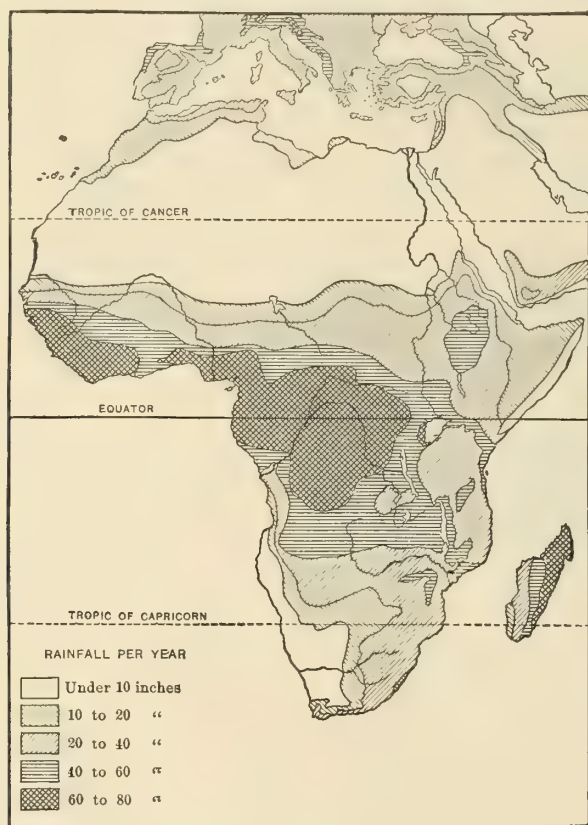 TROPIC OF CANCER
EQUATOR
TROPIC OF CAPRICORN
RAINFALL PER YEAR
Under 10 inches
10 to 20 “
20 to 40 “
40 to 60 “
60 to 80 “